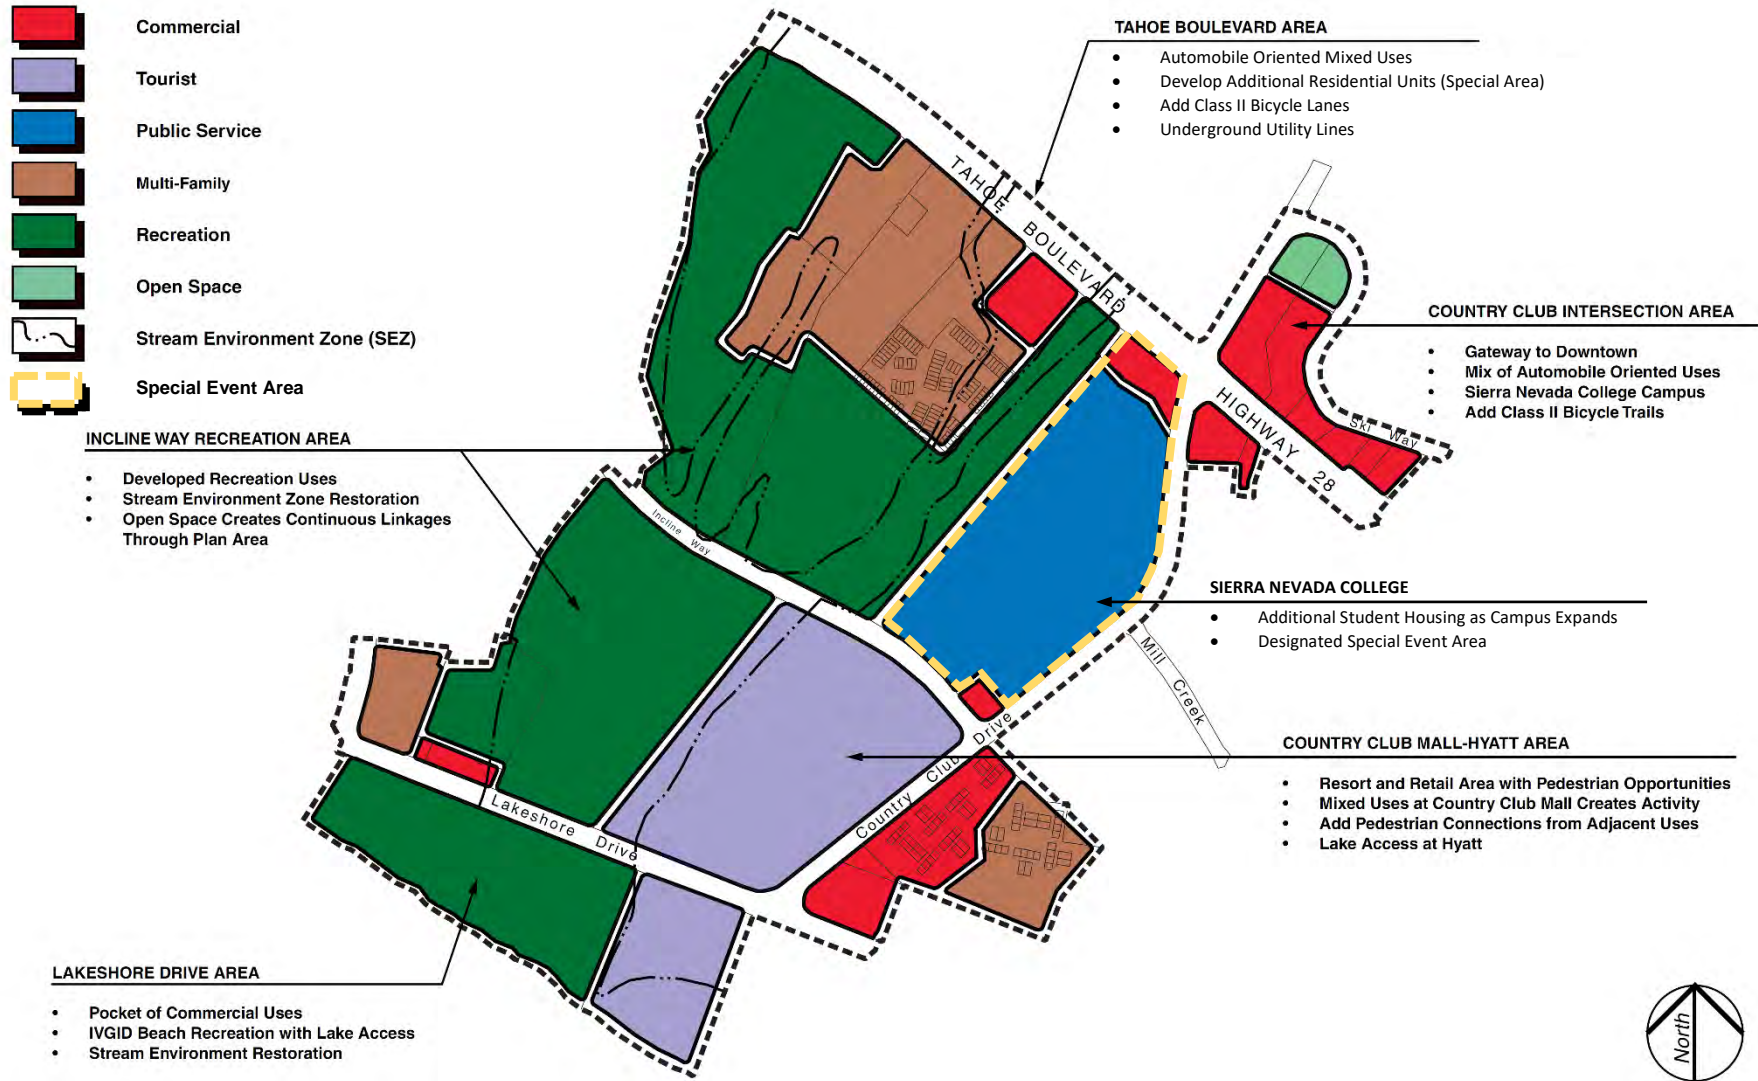 Commercial
Tourist
Public Service
Multi-Family
Recreation
Open Space
Stream Environment Zone (SEZ)
Special Event Area
TAHOE BOULEVARD AREA
• Automobile Oriented Mixed Uses
• Develop Additional Residential Units (Special Area)
• Add Class II Bicycle Lanes
• Underground Utility Lines
TAHOE BOULEVARD
COUNTRY CLUB INTERSECTION AREA
• Gateway to Downtown
• Mix of Automobile Oriented Uses
• Sierra Nevada College Campus
• Add Class II Bicycle Trails
HIGHWAY 28
Ski Way
INCLINE WAY RECREATION AREA
• Developed Recreation Uses
• Stream Environment Zone Restoration
• Open Space Creates Continuous Linkages
Through Plan Area
Incline Way
SIERRA NEVADA COLLEGE
• Additional Student Housing as Campus Expands
• Designated Special Event Area
Mill Creek
Country Club Drive
COUNTRY CLUB MALL-HYATT AREA
• Resort and Retail Area with Pedestrian Opportunities
• Mixed Uses at Country Club Mall Creates Activity
• Add Pedestrian Connections from Adjacent Uses
• Lake Access at Hyatt
Lakeshore Drive
LAKESHORE DRIVE AREA
• Pocket of Commercial Uses
• IVGID Beach Recreation with Lake Access
• Stream Environment Restoration
North